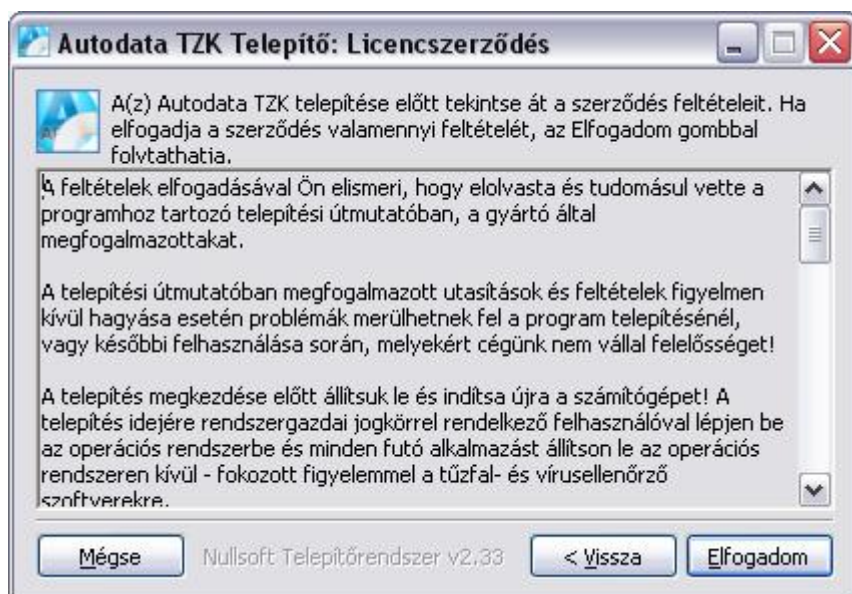 Autodata TZK Telepítő: Licencszerződés
A(z) Autodata TZK telepítése előtt tekintse át a szerződés feltételeit. Ha
elfogadja a szerződés valamennyi feltételét, az Elfogadom gombbal
folytathatja.
A feltételek elfogadásával Ön elismeri, hogy elolvasta és tudomásul vette a
programhoz tartozó telepítési útmutatóban, a gyártó által
megfogalmazottakat.
A telepítési útmutatóban megfogalmazott utasítások és feltételek figyelmen
kívül hagyása esetén problémák merülhetnek fel a program telepítésénél,
vagy későbbi felhasználása során, melyekért cégünk nem vállal felelősséget!
A telepítés megkezdése előtt állítsuk le és indítsa újra a számítógépet! A
telepítés idejére rendszergazdai jogkörrel rendelkező felhasználóval lépjen be
az operációs rendszerbe és minden futó alkalmazást állítson le az operációs
rendszeren kívül - fokozott figyelemmel a tűzfal- és vírusellenőrző
szoftverekre.
Mégse Nullsoft Telepítőrendszer v2.33 < Vissza Elfogadom